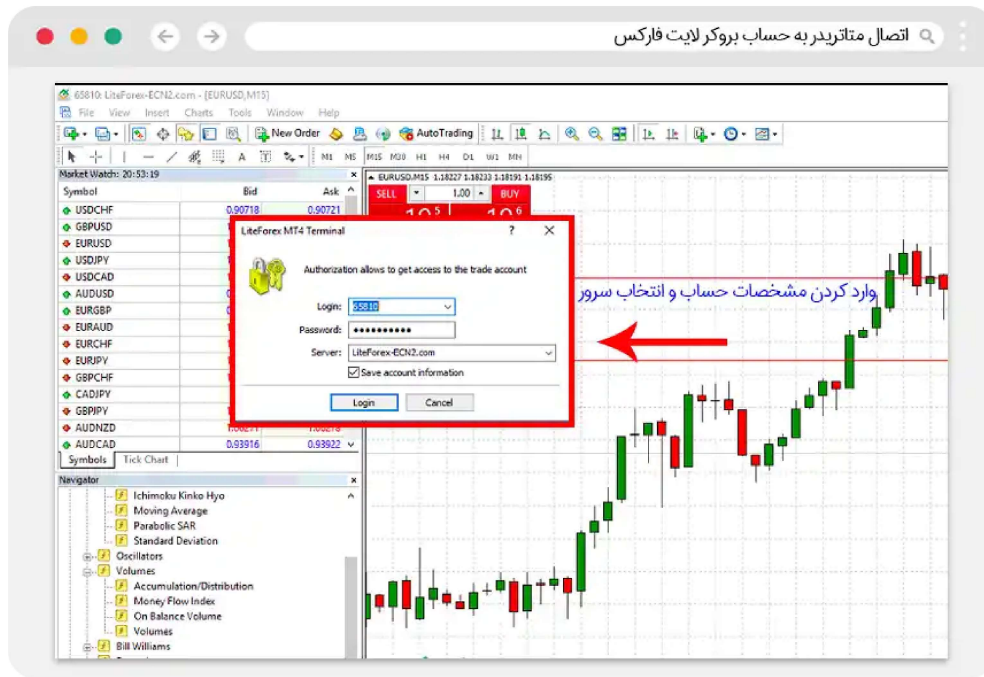 اتصال متاتریدر به حساب بروکر لایت فارکس
65810: LiteForex-ECN2.com - [EURUSD,M15]
File View Insert Charts Tools Window Help
New Order AutoTrading
A T M1 M5 M15 M30 H1 H4 D1 W1 MN
Market Watch: 20:53:19
Symbol Bid Ask
USDCHF 0.90718 0.90721
GBPUSD
EURUSD
USDJPY
USDCAD
AUDUSD
EURGBP
EURAUD
EURCHF
EURJPY
GBPCHF
CADJPY
GBPJPY
AUDNZD
AUDCAD 0.93916 0.93922
Symbols Tick Chart
EURUSD.M15 1.18227 1.18233 1.18191 1.18195
SELL 1.00 BUY
LiteForex MT4 Terminal ?
Authorization allows to get access to the trade account
Login: 65810
Password: ••••••••••
Server: LiteForex-ECN2.com
Save account information
Login Cancel
وارد کردن مشخصات حساب و انتخاب سرور
Navigator
Ichimoku Kinko Hyo
Moving Average
Parabolic SAR
Standard Deviation
Oscillators
Volumes
Accumulation/Distribution
Money Flow Index
On Balance Volume
Volumes
Bill Williams